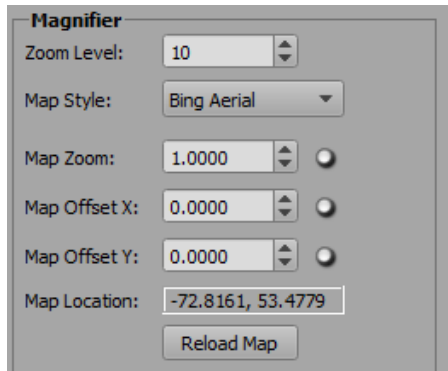 Magnifier
Zoom Level: 10
Map Style: Bing Aerial
Map Zoom: 1.0000
Map Offset X: 0.0000
Map Offset Y: 0.0000
Map Location: -72.8161, 53.4779
Reload Map